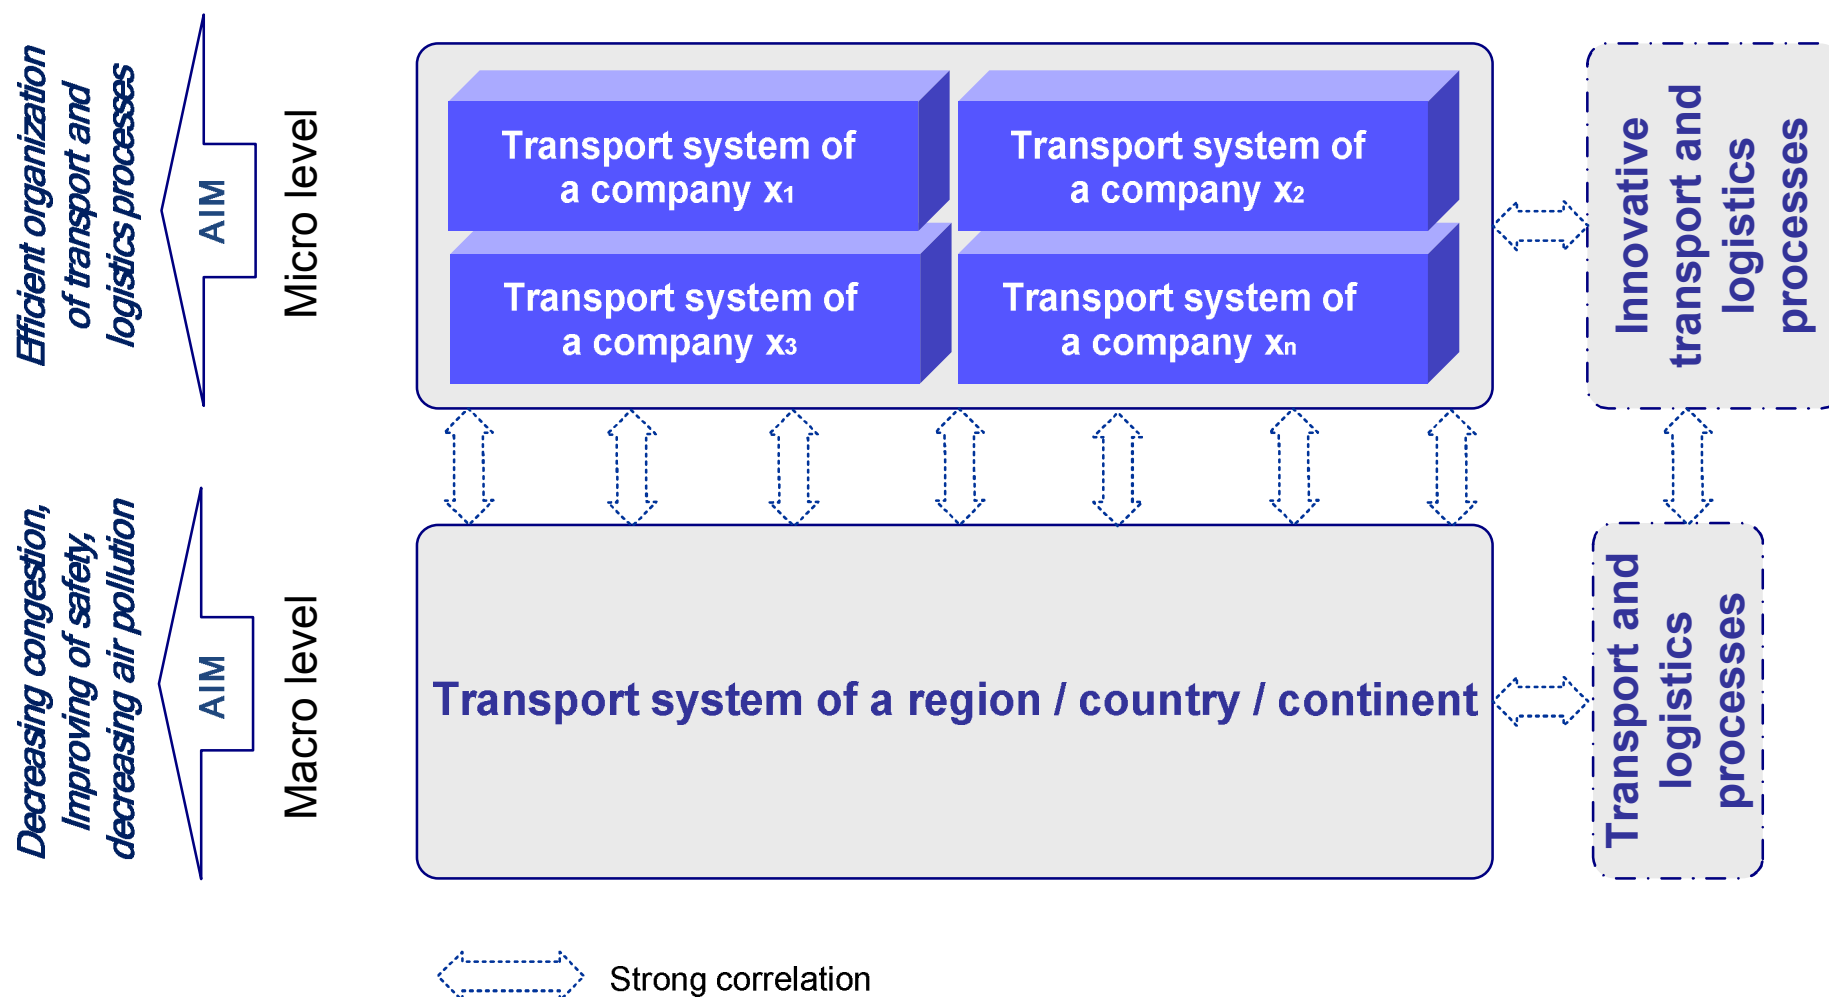 Efficient organization
of transport and
logistics processes
AIM
Micro level
Transport system of
a company x1
Transport system of
a company x2
Transport system of
a company x3
Transport system of
a company xn
Innovative
transport and
logistics
processes
Decreasing congestion,
Improving of safety,
decreasing air pollution
AIM
Macro level
Transport system of a region / country / continent
Transport and
logistics
processes
Strong correlation